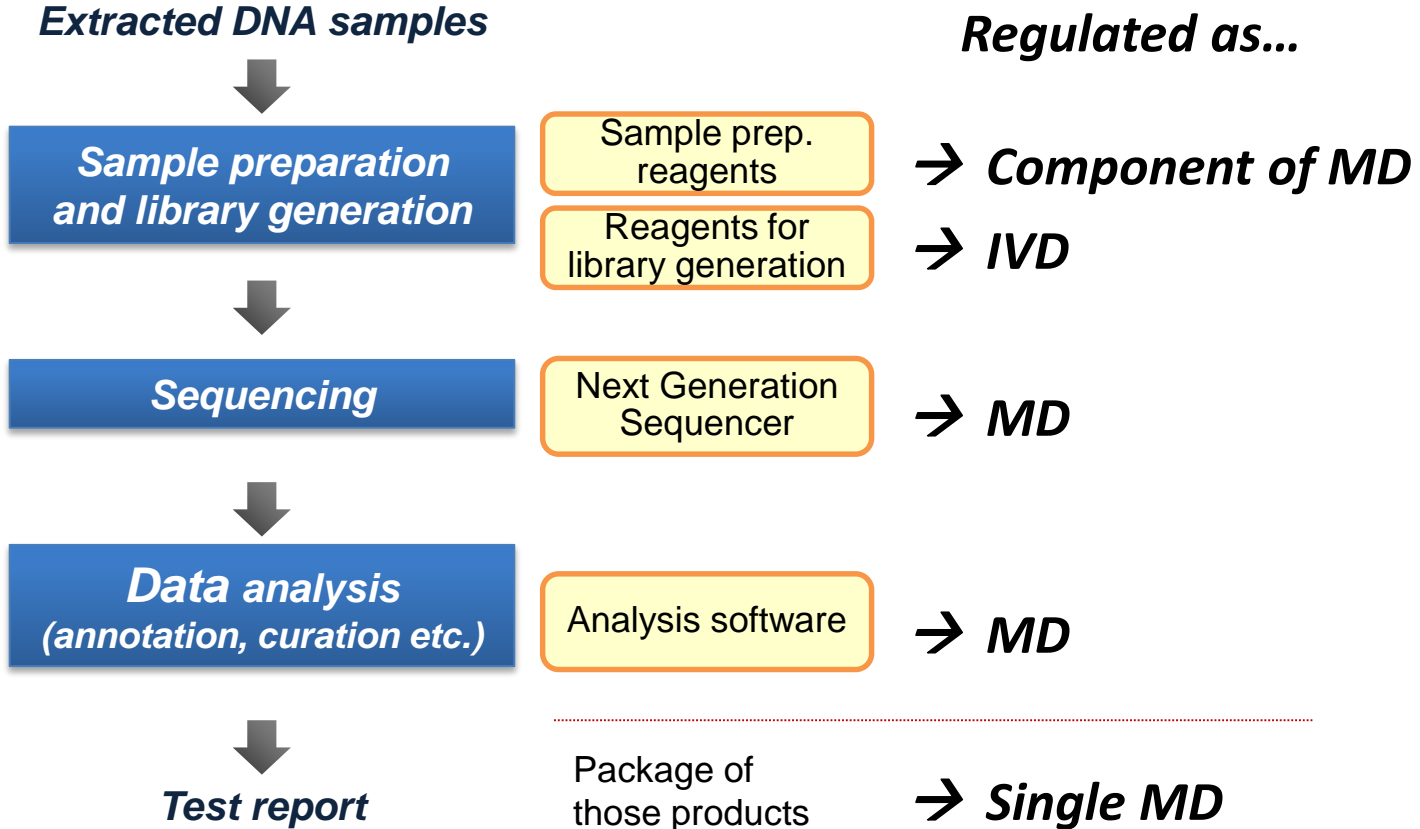 Extracted DNA samples
Regulated as...
Sample preparation
and library generation
Sample prep.
reagents
→ Component of MD
Reagents for
library generation
→ IVD
Sequencing
Next Generation
Sequencer
→ MD
Data analysis
(annotation, curation etc.)
Analysis software
→ MD
Test report
Package of
those products
→ Single MD